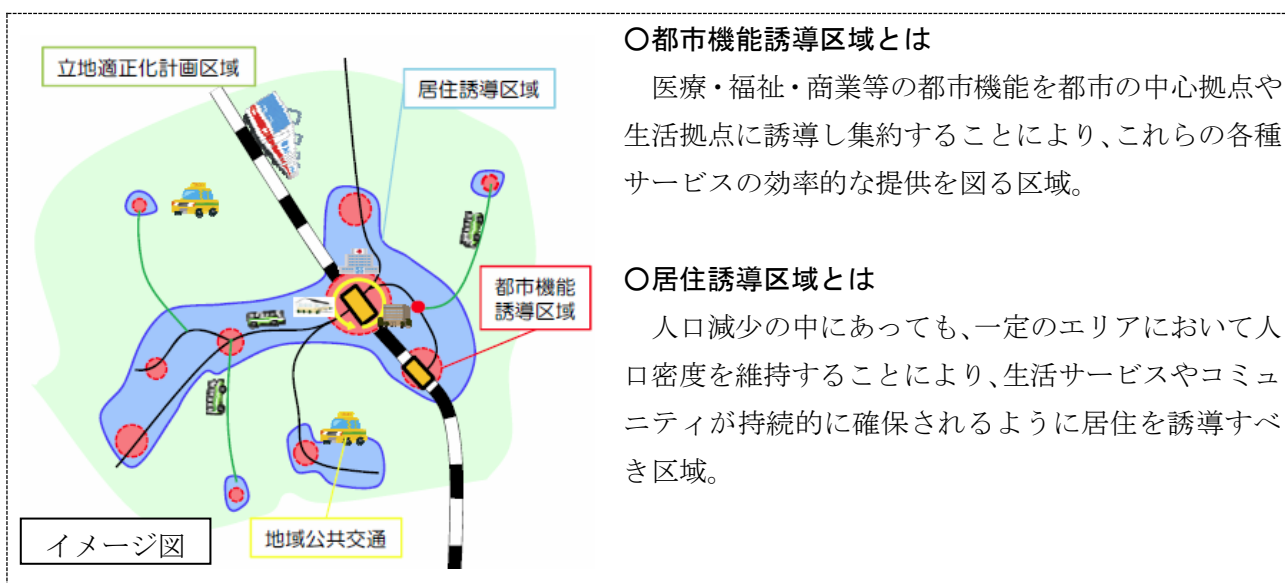 立地適正化計画区域
居住誘導区域
都市機能
誘導区域
地域公共交通
イメージ図
○都市機能誘導区域とは
医療・福祉・商業等の都市機能を都市の中心拠点や
生活拠点に誘導し集約することにより、これらの各種
サービスの効率的な提供を図る区域。
○居住誘導区域とは
人口減少の中にあっても、一定のエリアにおいて人
口密度を維持することにより、生活サービスやコミュ
ニティが持続的に確保されるように居住を誘導すべ
き区域。